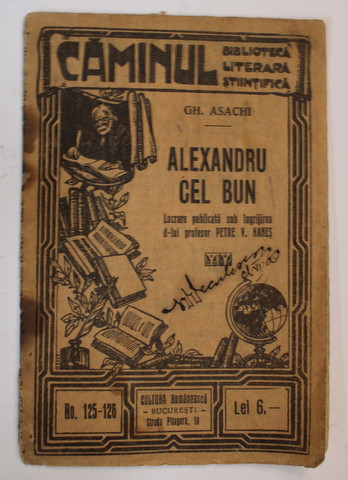 CĂMINUL
BIBLIOTECĂ
LITERARĂ
ȘTIINȚIFICĂ
GH. ASACHI
ALEXANDRU
CEL BUN
Lucrare publicată sub îngrijirea
d-lui profesor PETRE V. HANEȘ
No. 125-126
CULTURA Românească
- BUCUREȘTI -
Strada Pitagora, 16
Lei 6.—